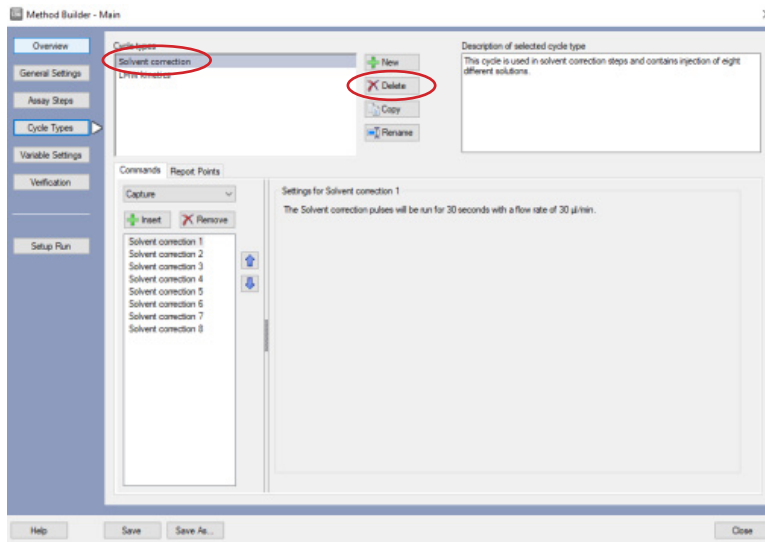 Method Builder - Main
Overview
General Settings
Assay Steps
Cycle Types
Variable Settings
Verification
Setup Run
Cycle types
Solvent correction
LMW kinetics
New
Delete
Copy
Rename
Description of selected cycle type
This cycle is used in solvent correction steps and contains injection of eight
different solutions.
Commands
Report Points
Capture
Insert
Remove
Solvent correction 1
Solvent correction 2
Solvent correction 3
Solvent correction 4
Solvent correction 5
Solvent correction 6
Solvent correction 7
Solvent correction 8
Settings for Solvent correction 1
The Solvent correction pulses will be run for 30 seconds with a flow rate of 30 µl/min.
Help
Save
Save As...
Close